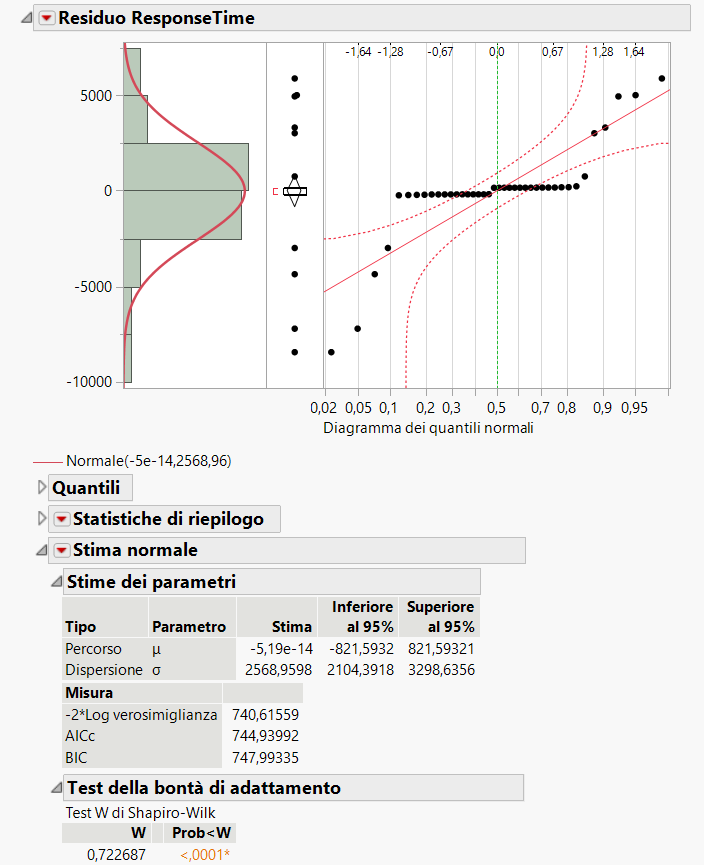 Residuo ResponseTime
-1,64 -1,28 -0,67 0,0 0,67 1,28 1,64
5000
0
-5000
-10000
0,02 0,05 0,1 0,2 0,3 0,5 0,7 0,8 0,9 0,95
Diagramma dei quantili normali
Normale(-5e-14,2568,96)
Quantili
Statistiche di riepilogo
Stima normale
Stime dei parametri
Inferiore Superiore
Tipo Parametro Stima al 95% al 95%
Percorso μ -5,19e-14 -821,5932 821,59321
Dispersione σ 2568,9598 2104,3918 3298,6356
Misura
-2*Log verosimiglianza 740,61559
AICc 744,93992
BIC 747,99335
Test della bontà di adattamento
Test W di Shapiro-Wilk
W Prob<W
0,722687 <,0001*